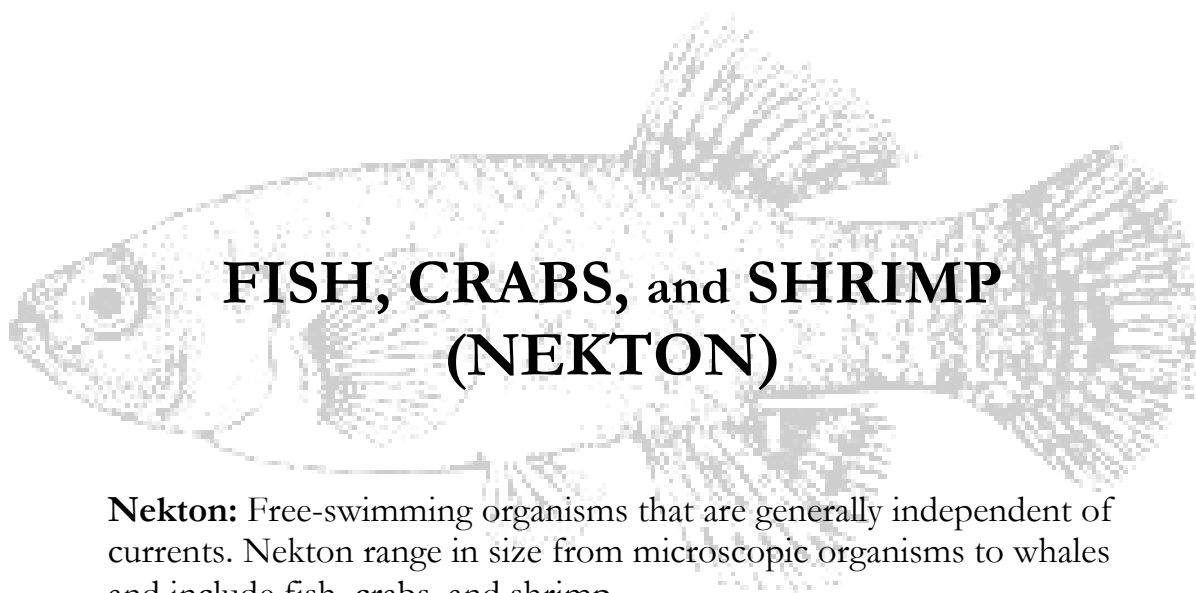 FISH, CRABS, and SHRIMP
(NEKTON)
Nekton: Free-swimming organisms that are generally independent of
currents. Nekton range in size from microscopic organisms to whales
and include fish, crabs, and shrimp.